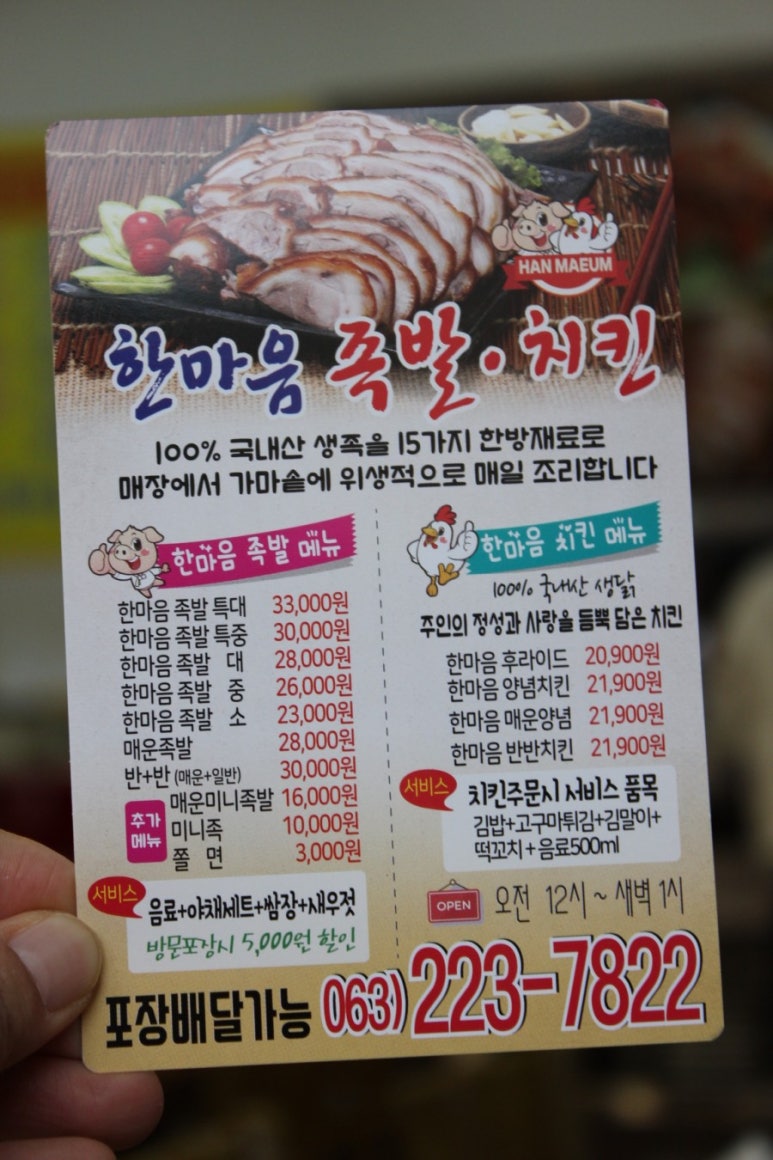 HAN MAEUM
한마음 족발·치킨
100% 국내산 생족을 15가지 한방재료로
매장에서 가마솥에 위생적으로 매일 조리합니다
한마음 족발 메뉴
한마음 족발 특대 33,000원
한마음 족발 특중 30,000원
한마음 족발 대 28,000원
한마음 족발 중 26,000원
한마음 족발 소 23,000원
매운족발 28,000원
반+반 (매운+일반) 30,000원
추가 메뉴
매운미니족발 16,000원
미니족 10,000원
쫄 면 3,000원
서비스
음료+야채세트+쌈장+새우젓
방문포장시 5,000원 할인
한마음 치킨 메뉴
100% 국내산 생닭
주인의 정성과 사랑을 듬뿍 담은 치킨
한마음 후라이드 20,900원
한마음 양념치킨 21,900원
한마음 매운양념 21,900원
한마음 반반치킨 21,900원
서비스
치킨주문시 서비스 품목
김밥+고구마튀김+김말이+
떡꼬치+음료500ml
OPEN 오전 12시~새벽 1시
포장배달가능 063) 223-7822